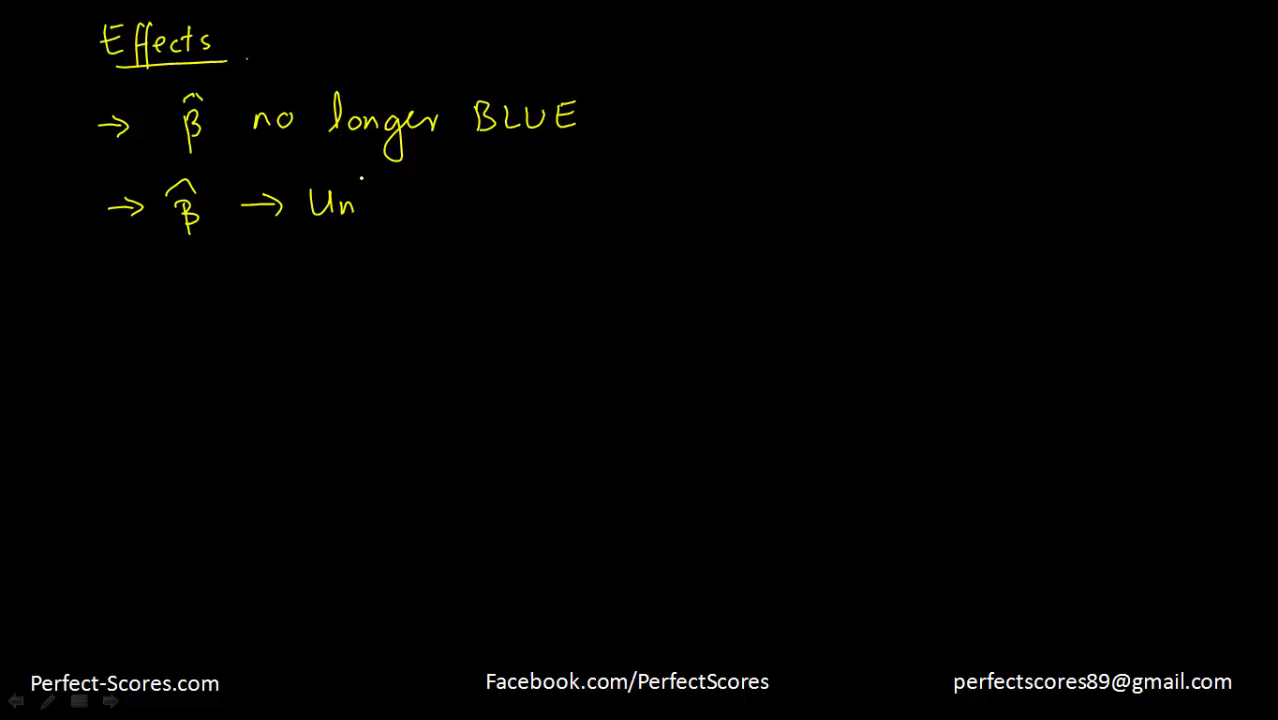 Effects
→ β̂ no longer BLUE
→ β̂ → Un
Perfect-Scores.com Facebook.com/PerfectScores perfectscores89@gmail.com